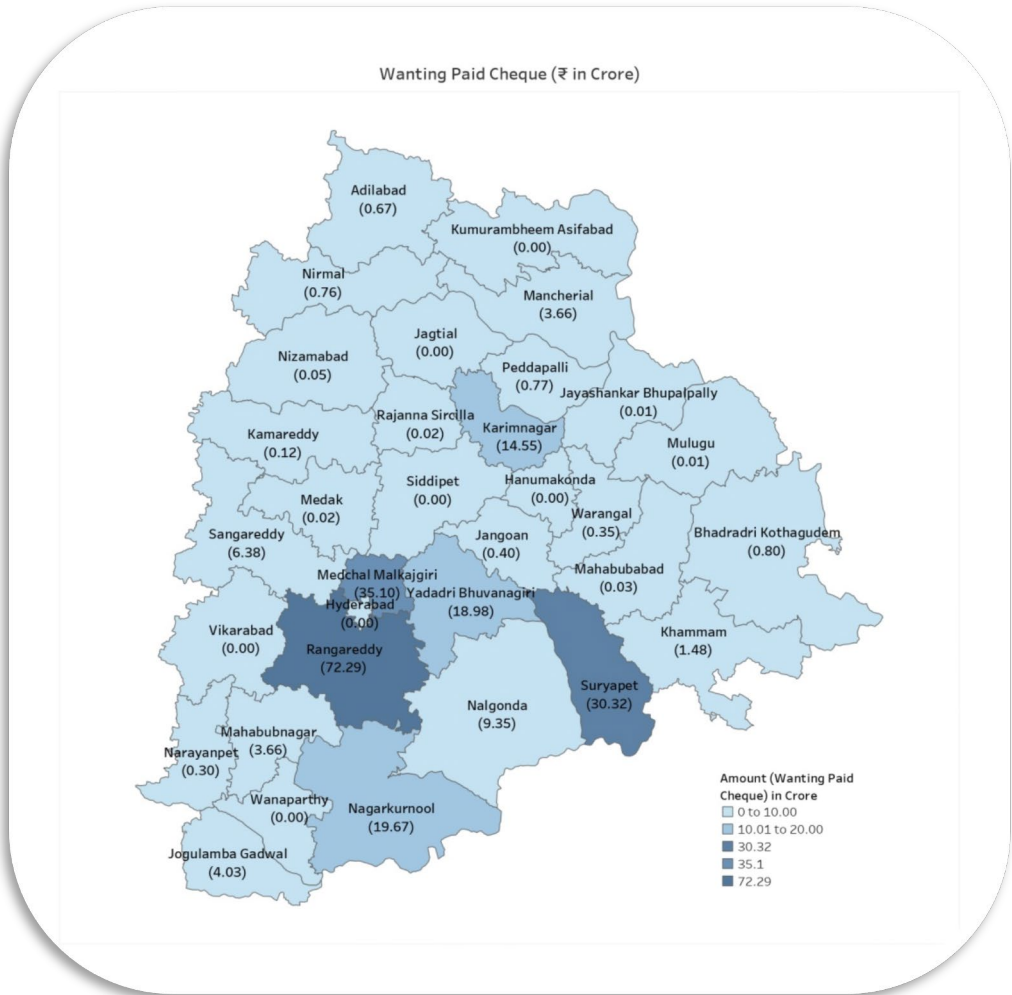 Wanting Paid Cheque (₹ in Crore)
Adilabad
(0.67)
Kumurambheem Asifabad
(0.00)
Nirmal
(0.76)
Mancherial
(3.66)
Jagtial
(0.00)
Nizamabad
(0.05)
Peddapalli
(0.77)
Jayashankar Bhupalpally
(0.01)
Rajanna Sircilla
(0.02)
Karimnagar
(14.55)
Kamareddy
(0.12)
Mulugu
(0.01)
Siddipet
(0.00)
Hanumakonda
(0.00)
Medak
(0.02)
Warangal
(0.35)
Sangareddy
(6.38)
Jangoan
(0.40)
Bhadradri Kothagudem
(0.80)
Medchal Malkajgiri
(35.10)
Mahabubabad
(0.03)
Yadadri Bhuvanagiri
(18.98)
Hyderabad
(0.00)
Vikarabad
(0.00)
Khammam
(1.48)
Rangareddy
(72.29)
Suryapet
(30.32)
Nalgonda
(9.35)
Mahabubnagar
(3.66)
Narayanpet
(0.30)
Wanaparthy
(0.00)
Nagarkurnool
(19.67)
Jogulamba Gadwal
(4.03)
Amount (Wanting Paid
Cheque) in Crore
0 to 10.00
10.01 to 20.00
30.32
35.1
72.29